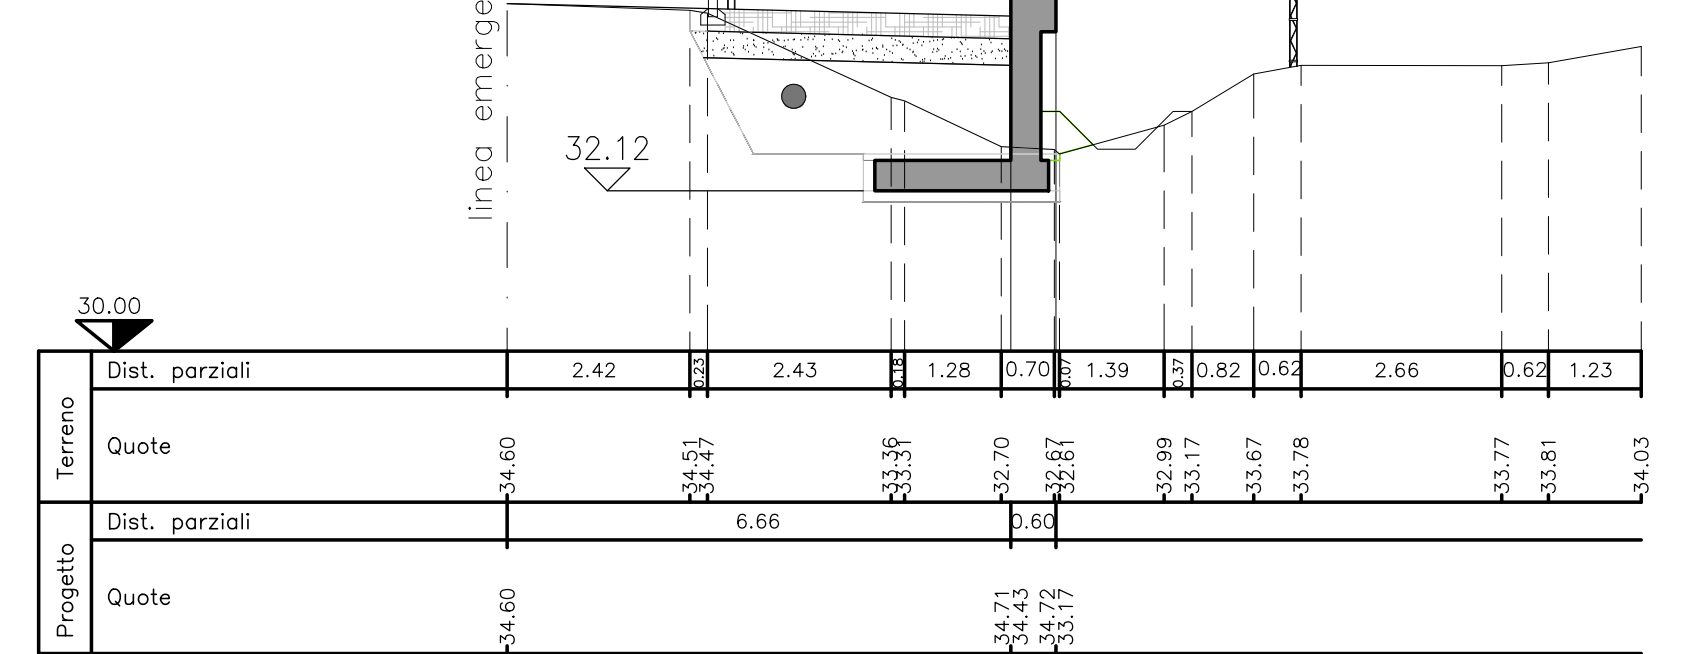 linea emerge
32.12
30.00
Terreno
Dist. parziali
2.42 0.23 2.43 0.18 1.28 0.70 0.07 1.39 0.37 0.82 0.62 2.66 0.62 1.23
Quote
34.60 34.51 34.47 33.36 33.31 32.70 32.67 32.61 32.99 33.17 33.67 33.78 33.77 33.81 34.03
Progetto
Dist. parziali
6.66 0.60
Quote
34.60 34.71 34.43 34.72 33.17